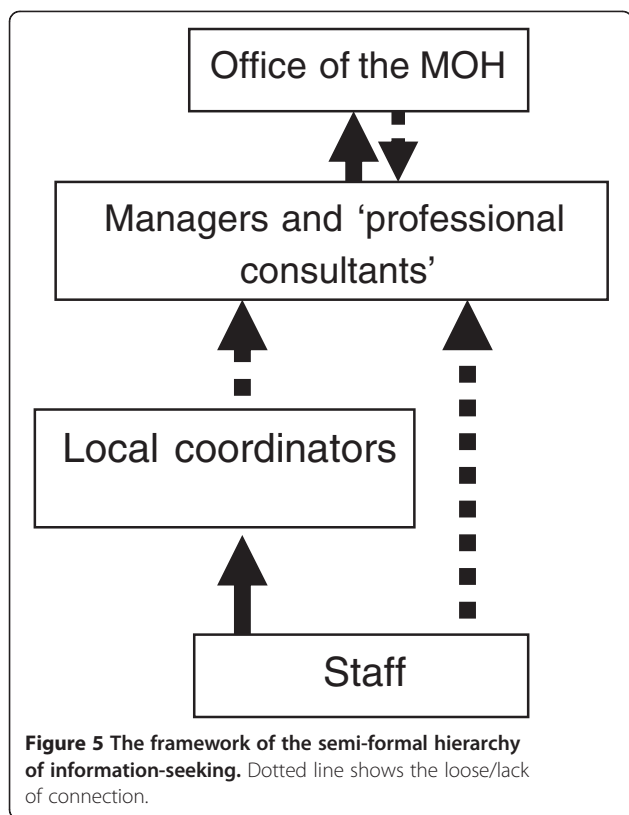 Office of the MOH
Managers and ‘professional
consultants’
Local coordinators
Staff
Figure 5 The framework of the semi-formal hierarchy
of information-seeking. Dotted line shows the loose/lack
of connection.